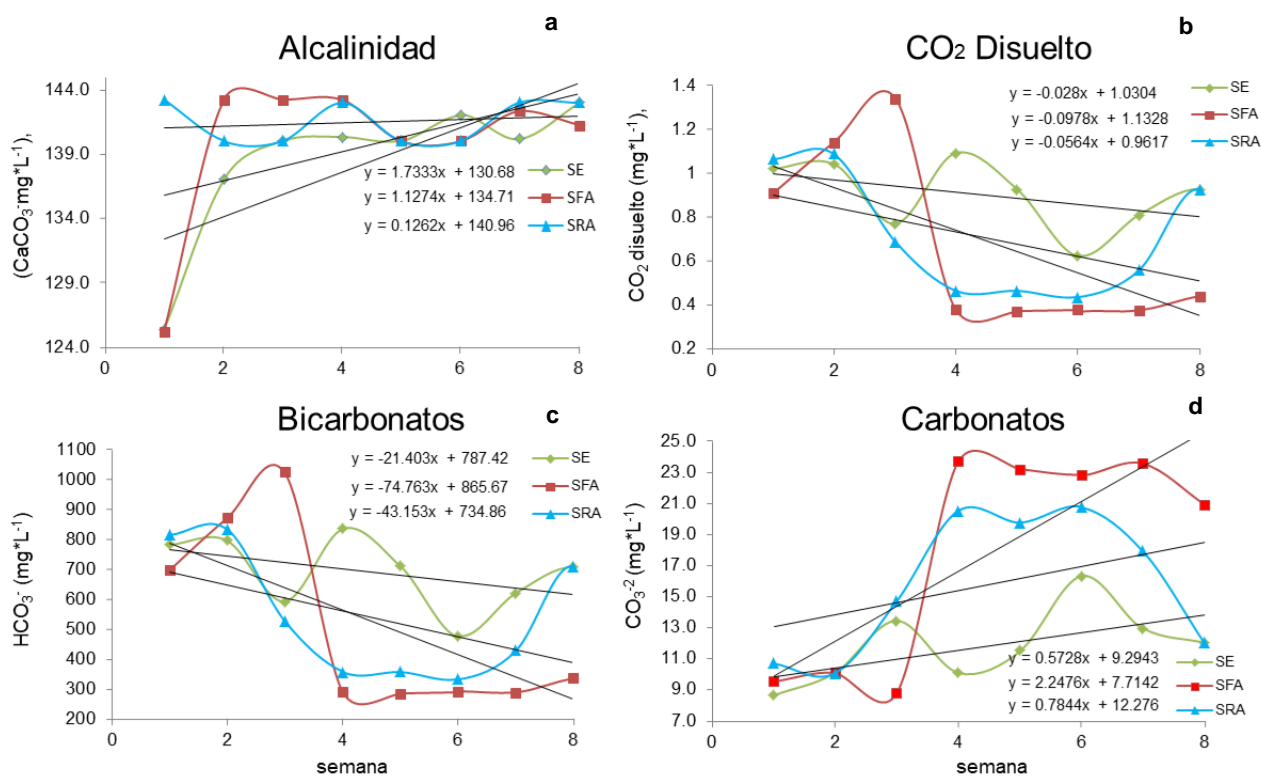 Alcalinidad
a
(CaCO₃⁻mg*L⁻¹),
144.0
139.0
134.0
129.0
124.0
0
2
4
6
8
y = 1.7333x + 130.68
SE
y = 1.1274x + 134.71
SFA
y = 0.1262x + 140.96
SRA
CO₂ Disuelto
b
CO₂ disuelto (mg*L⁻¹),
1.4
1.2
1
0.8
0.6
0.4
0.2
0
2
4
6
8
y = -0.028x + 1.0304
SE
y = -0.0978x + 1.1328
SFA
y = -0.0564x + 0.9617
SRA
Bicarbonatos
c
HCO₃⁻ (mg*L⁻¹)
1100
1000
900
800
700
600
500
400
300
200
0
2
4
6
8
semana
y = -21.403x + 787.42
SE
y = -74.763x + 865.67
SFA
y = -43.153x + 734.86
SRA
Carbonatos
d
CO₃⁻² (mg*L⁻¹)
25.0
23.0
21.0
19.0
17.0
15.0
13.0
11.0
9.0
7.0
0
2
4
6
8
semana
y = 0.5728x + 9.2943
SE
y = 2.2476x + 7.7142
SFA
y = 0.7844x + 12.276
SRA